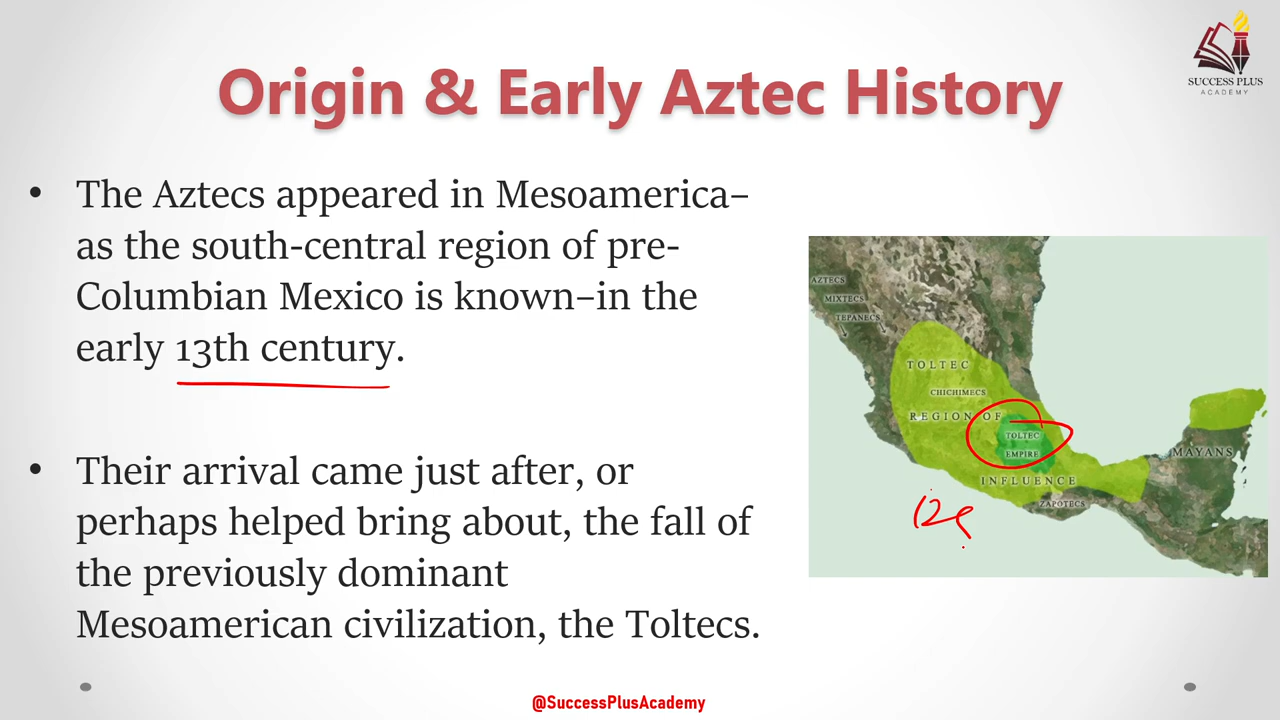 SUCCESS PLUS
ACADEMY
Origin & Early Aztec History
• The Aztecs appeared in Mesoamerica–
as the south-central region of pre-
Columbian Mexico is known–in the
early 13th century.
• Their arrival came just after, or
perhaps helped bring about, the fall of
the previously dominant
Mesoamerican civilization, the Toltecs.
AZTECS
MIXTECS
TEPANECS
TOLTEC
CHICHIMECS
REGION OF
TOLTEC
EMPIRE
INFLUENCE
MAYANS
ZAPOTECS
@SuccessPlusAcademy